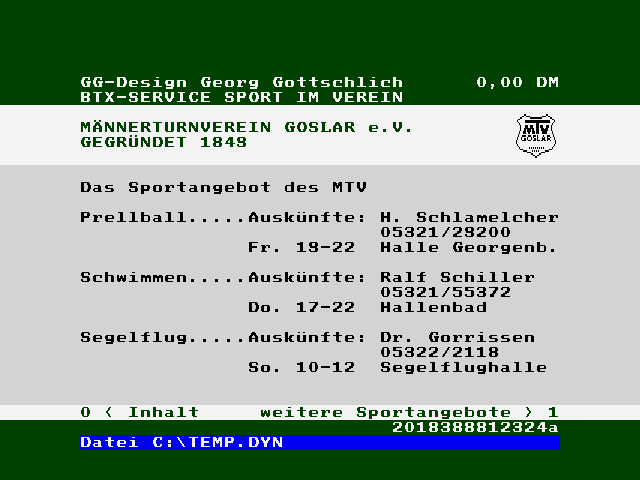 GG-Design Georg Gottschlich      0,00 DM
BTX-SERVICE SPORT IM VEREIN
MÄNNERTURNVEREIN GOSLAR e.V.
GEGRÜNDET 1848
MTV
GOSLAR
Das Sportangebot des MTV
Prellball.....Auskünfte: H. Schlamelcher
05321/28200
Fr. 18-22  Halle Georgenb.
Schwimmen.....Auskünfte: Ralf Schiller
05321/55372
Do. 17-22  Hallenbad
Segelflug.....Auskünfte: Dr. Gorrissen
05322/2118
So. 10-12  Segelflughalle
0 < Inhalt     weitere Sportangebote > 1
2018388812324a
Datei C:\TEMP.DYN